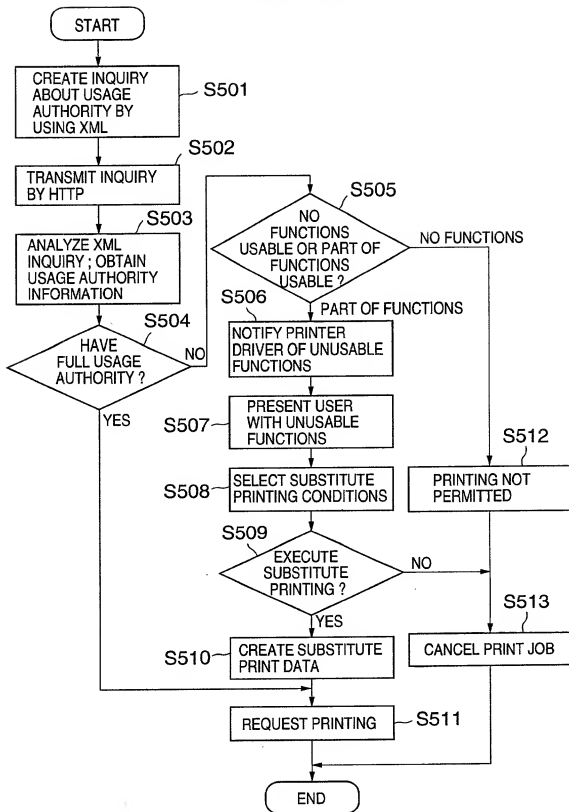 START
CREATE INQUIRY
ABOUT USAGE
AUTHORITY BY
USING XML
S501
S502
TRANSMIT INQUIRY
BY HTTP
S503
ANALYZE XML
INQUIRY ; OBTAIN
USAGE AUTHORITY
INFORMATION
S504
HAVE
FULL USAGE
AUTHORITY ?
NO
YES
S505
NO
FUNCTIONS
USABLE OR PART OF
FUNCTIONS
USABLE ?
NO FUNCTIONS
PART OF FUNCTIONS
S506
NOTIFY PRINTER
DRIVER OF UNUSABLE
FUNCTIONS
S507
PRESENT USER
WITH UNUSABLE
FUNCTIONS
S508
SELECT SUBSTITUTE
PRINTING CONDITIONS
S509
EXECUTE
SUBSTITUTE
PRINTING ?
NO
YES
S510
CREATE SUBSTITUTE
PRINT DATA
S512
PRINTING NOT
PERMITTED
S513
CANCEL PRINT JOB
REQUEST PRINTING
S511
END